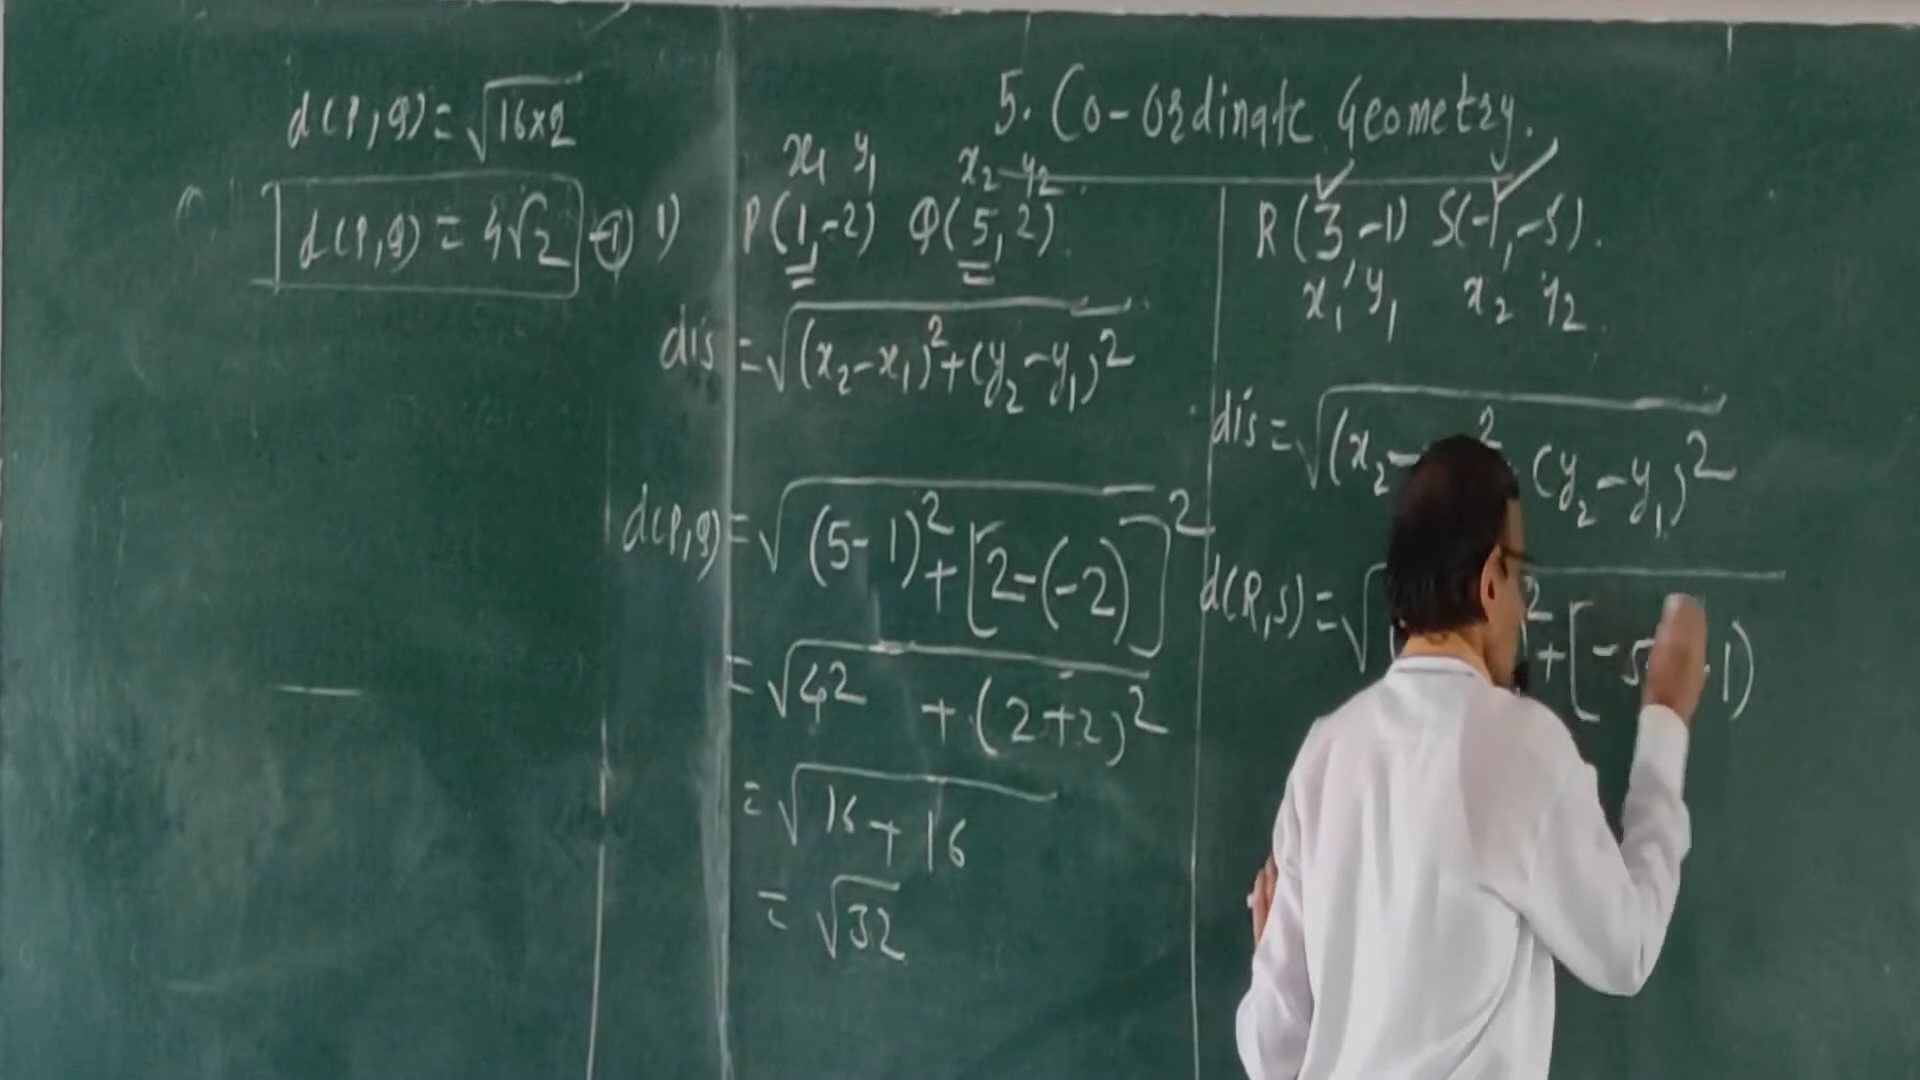 5. Co-ordinate Geometry.
d(P,Q) = √16×2
d(P,Q) = 4√2 ①
x₁ y₁ x₂ y₂
1) P(1,-2) Q(5,2).
dis = √(x₂-x₁)²+(y₂-y₁)²
d(P,Q) = √(5-1)²+[2-(-2)]²
= √4² + (2+2)²
= √16+16
= √32
R(3,-1) S(-1,-5).
x₁ y₁ x₂ y₂
dis = √(x₂- ² (y₂-y₁)²
d(R,S) = √ ²+[-5 1)